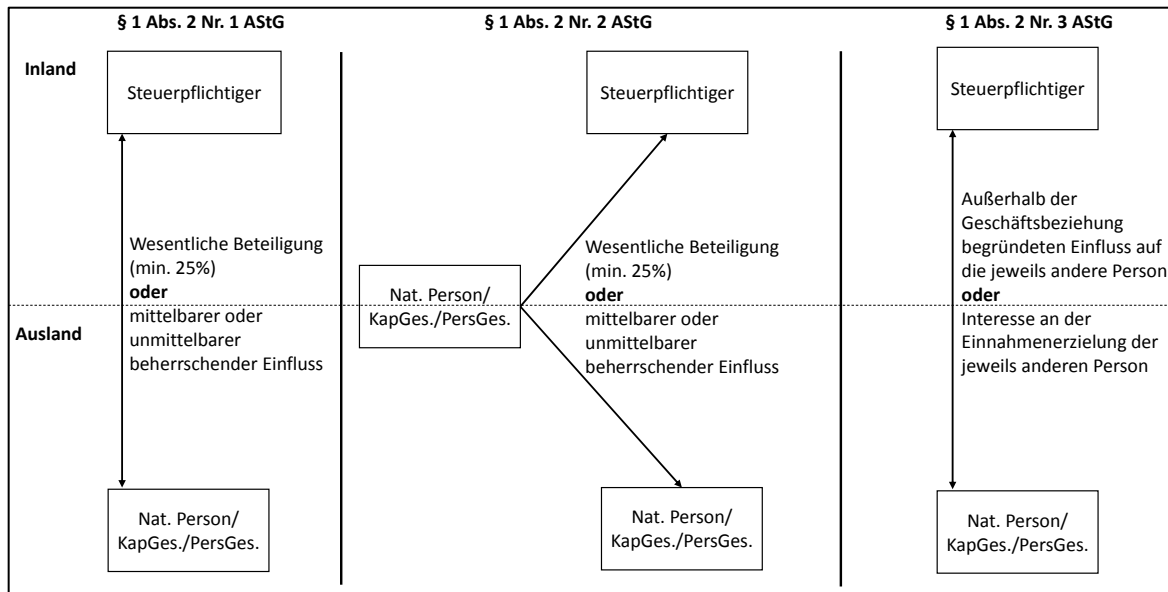 § 1 Abs. 2 Nr. 1 AStG
§ 1 Abs. 2 Nr. 2 AStG
§ 1 Abs. 2 Nr. 3 AStG
Inland
Ausland
Steuerpflichtiger
Wesentliche Beteiligung
(min. 25%)
oder
mittelbarer oder
unmittelbarer
beherrschender Einfluss
Nat. Person/
KapGes./PersGes.
Steuerpflichtiger
Nat. Person/
KapGes./PersGes.
Wesentliche Beteiligung
(min. 25%)
oder
mittelbarer oder
unmittelbarer
beherrschender Einfluss
Nat. Person/
KapGes./PersGes.
Steuerpflichtiger
Außerhalb der
Geschäftsbeziehung
begründeten Einfluss auf
die jeweils andere Person
oder
Interesse an der
Einnahmenerzielung der
jeweils anderen Person
Nat. Person/
KapGes./PersGes.